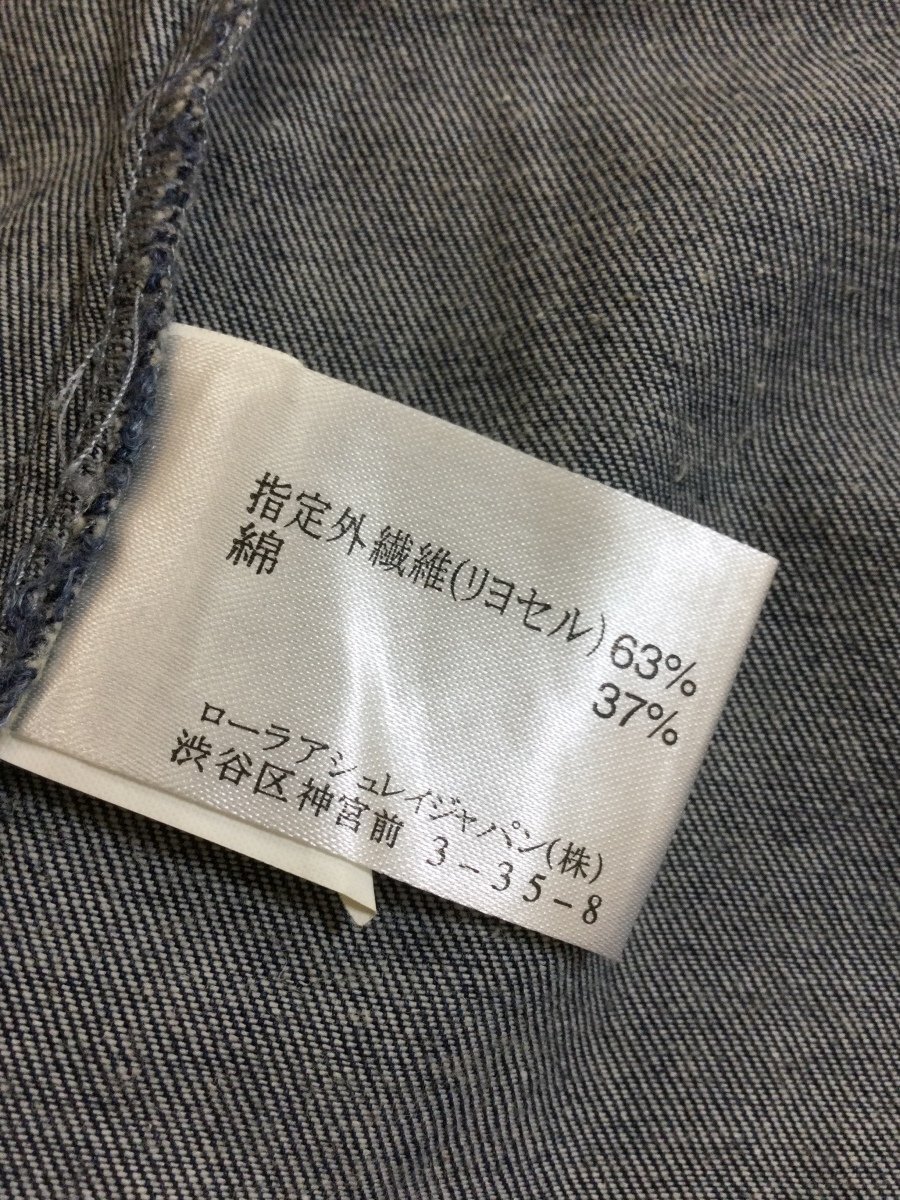 指定外繊維(リヨセル) 63%
綿 37%
ローラアシュレイジャパン(株)
渋谷区神宮前 3-35-8